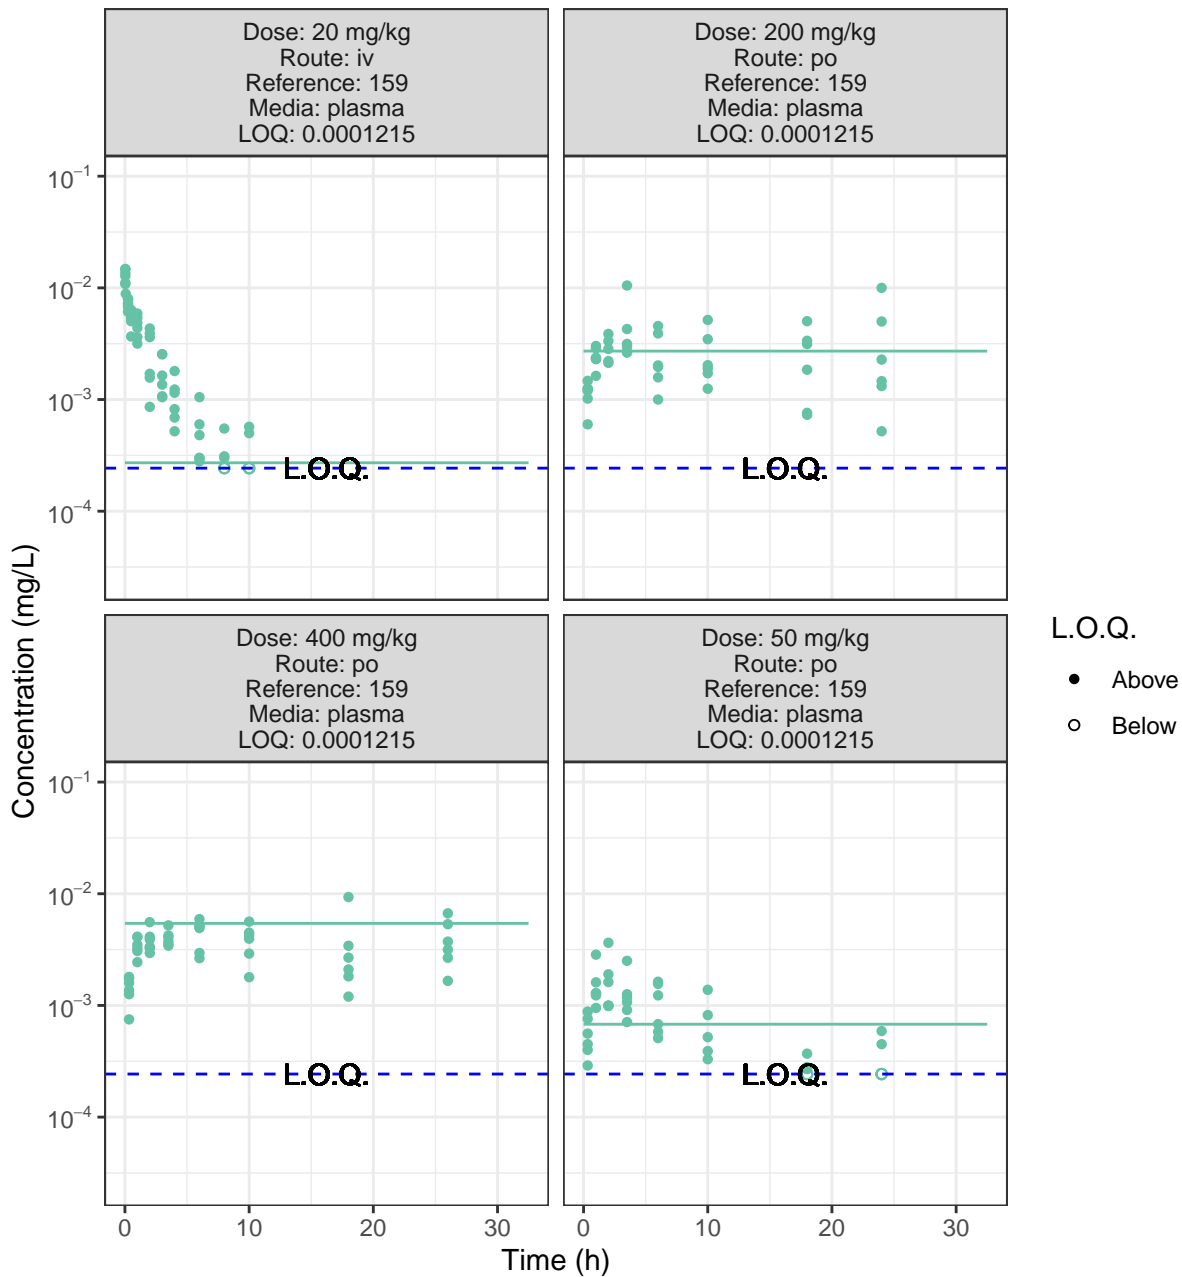 Dose: 20 mg/kg
Route: iv
Reference: 159
Media: plasma
LOQ: 0.0001215
Dose: 200 mg/kg
Route: po
Reference: 159
Media: plasma
LOQ: 0.0001215
10⁻¹
10⁻²
10⁻³
10⁻⁴
L.O.Q.
L.O.Q.
Dose: 400 mg/kg
Route: po
Reference: 159
Media: plasma
LOQ: 0.0001215
Dose: 50 mg/kg
Route: po
Reference: 159
Media: plasma
LOQ: 0.0001215
10⁻¹
10⁻²
10⁻³
10⁻⁴
L.O.Q.
L.O.Q.
0 10 20 30
0 10 20 30
Time (h)
Concentration (mg/L)
L.O.Q.
Above
Below